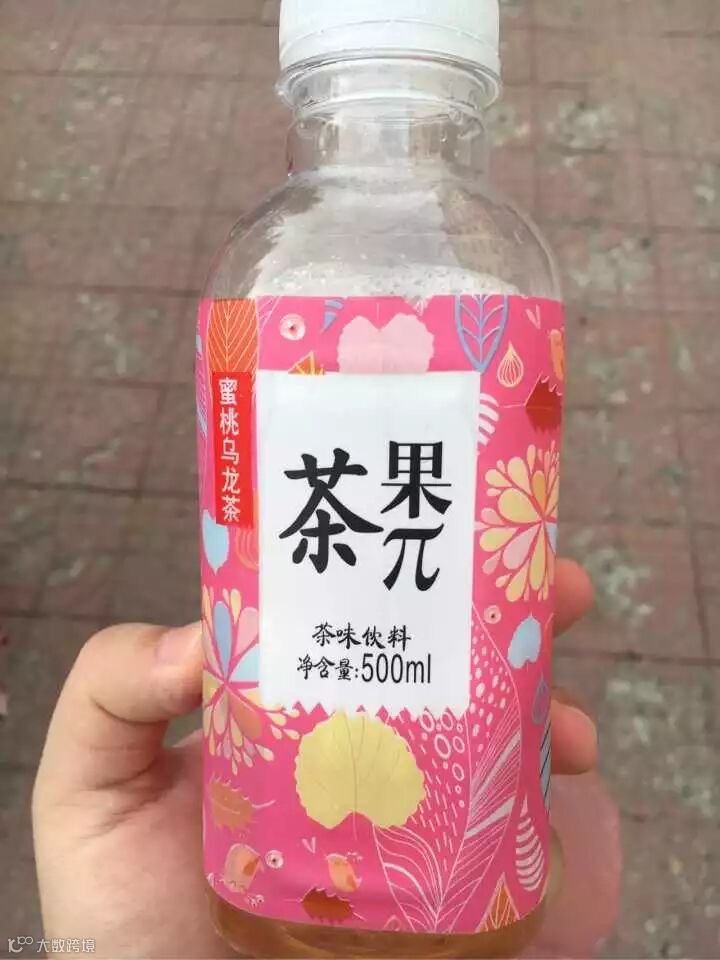 蜜桃乌龙茶
茶
果π
茶味饮料
净含量:500ml
大数跨境